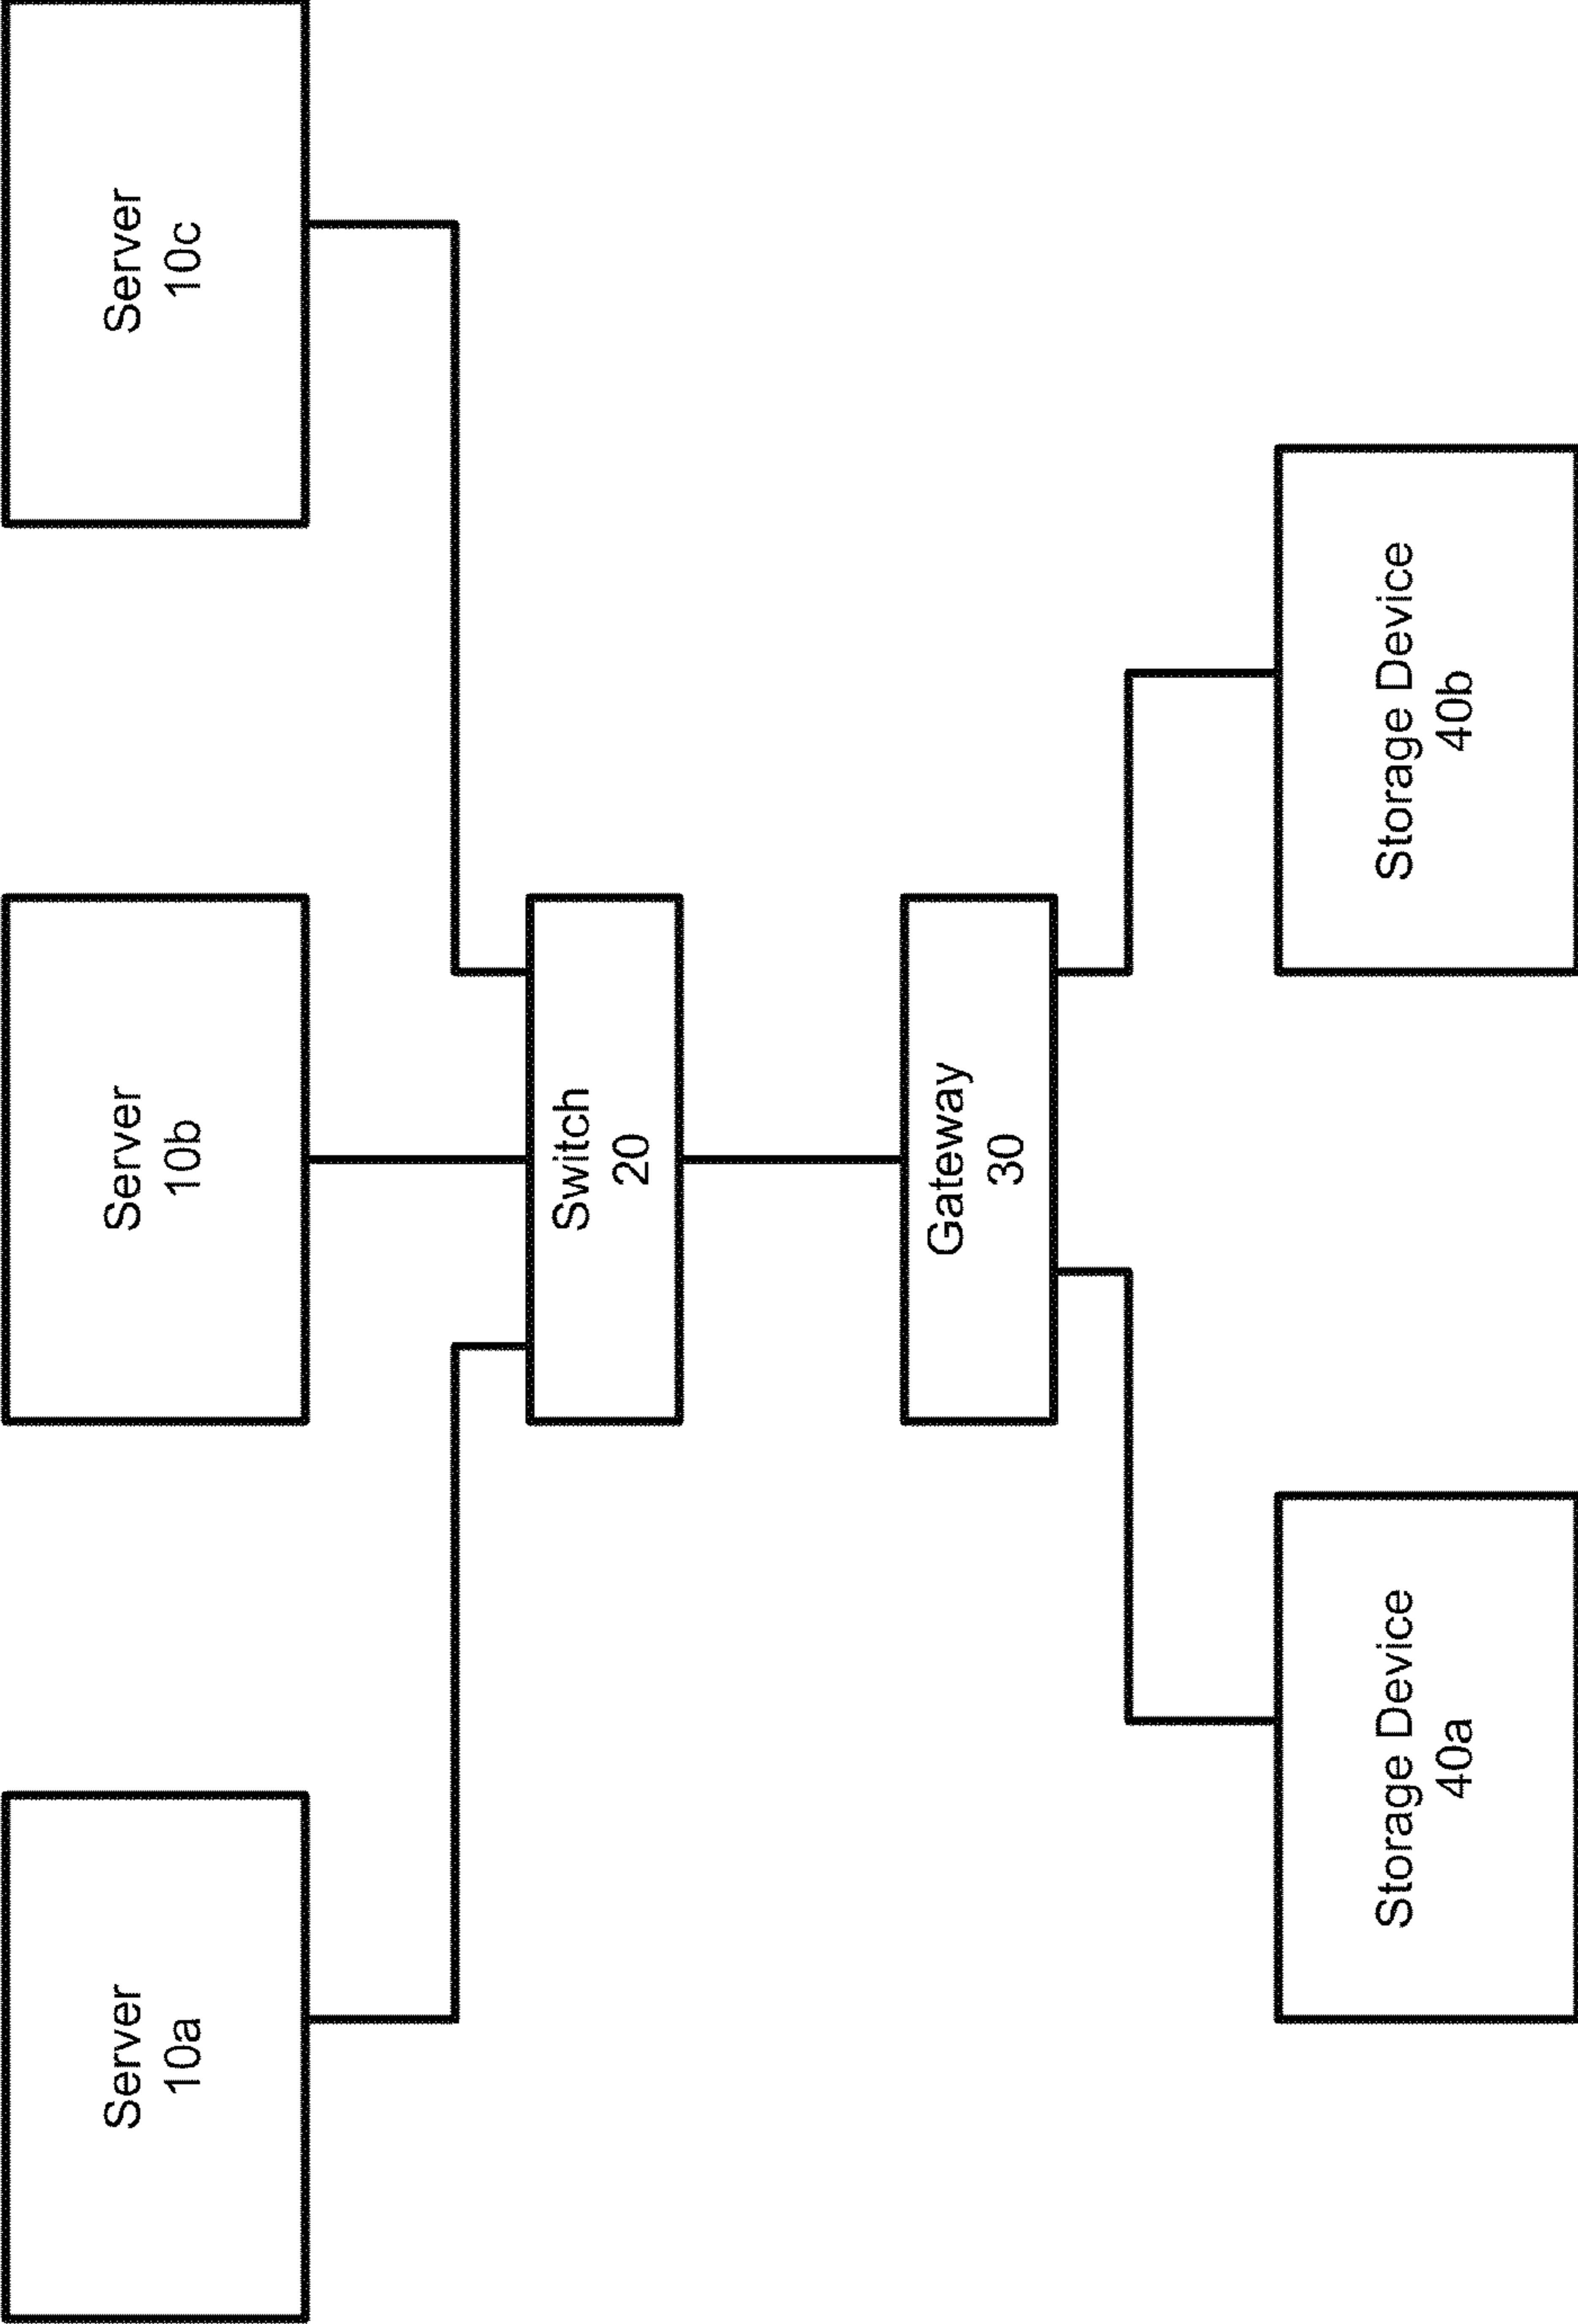 Server
10a
Server
10b
Server
10c
Switch
20
Gateway
30
Storage Device
40a
Storage Device
40b